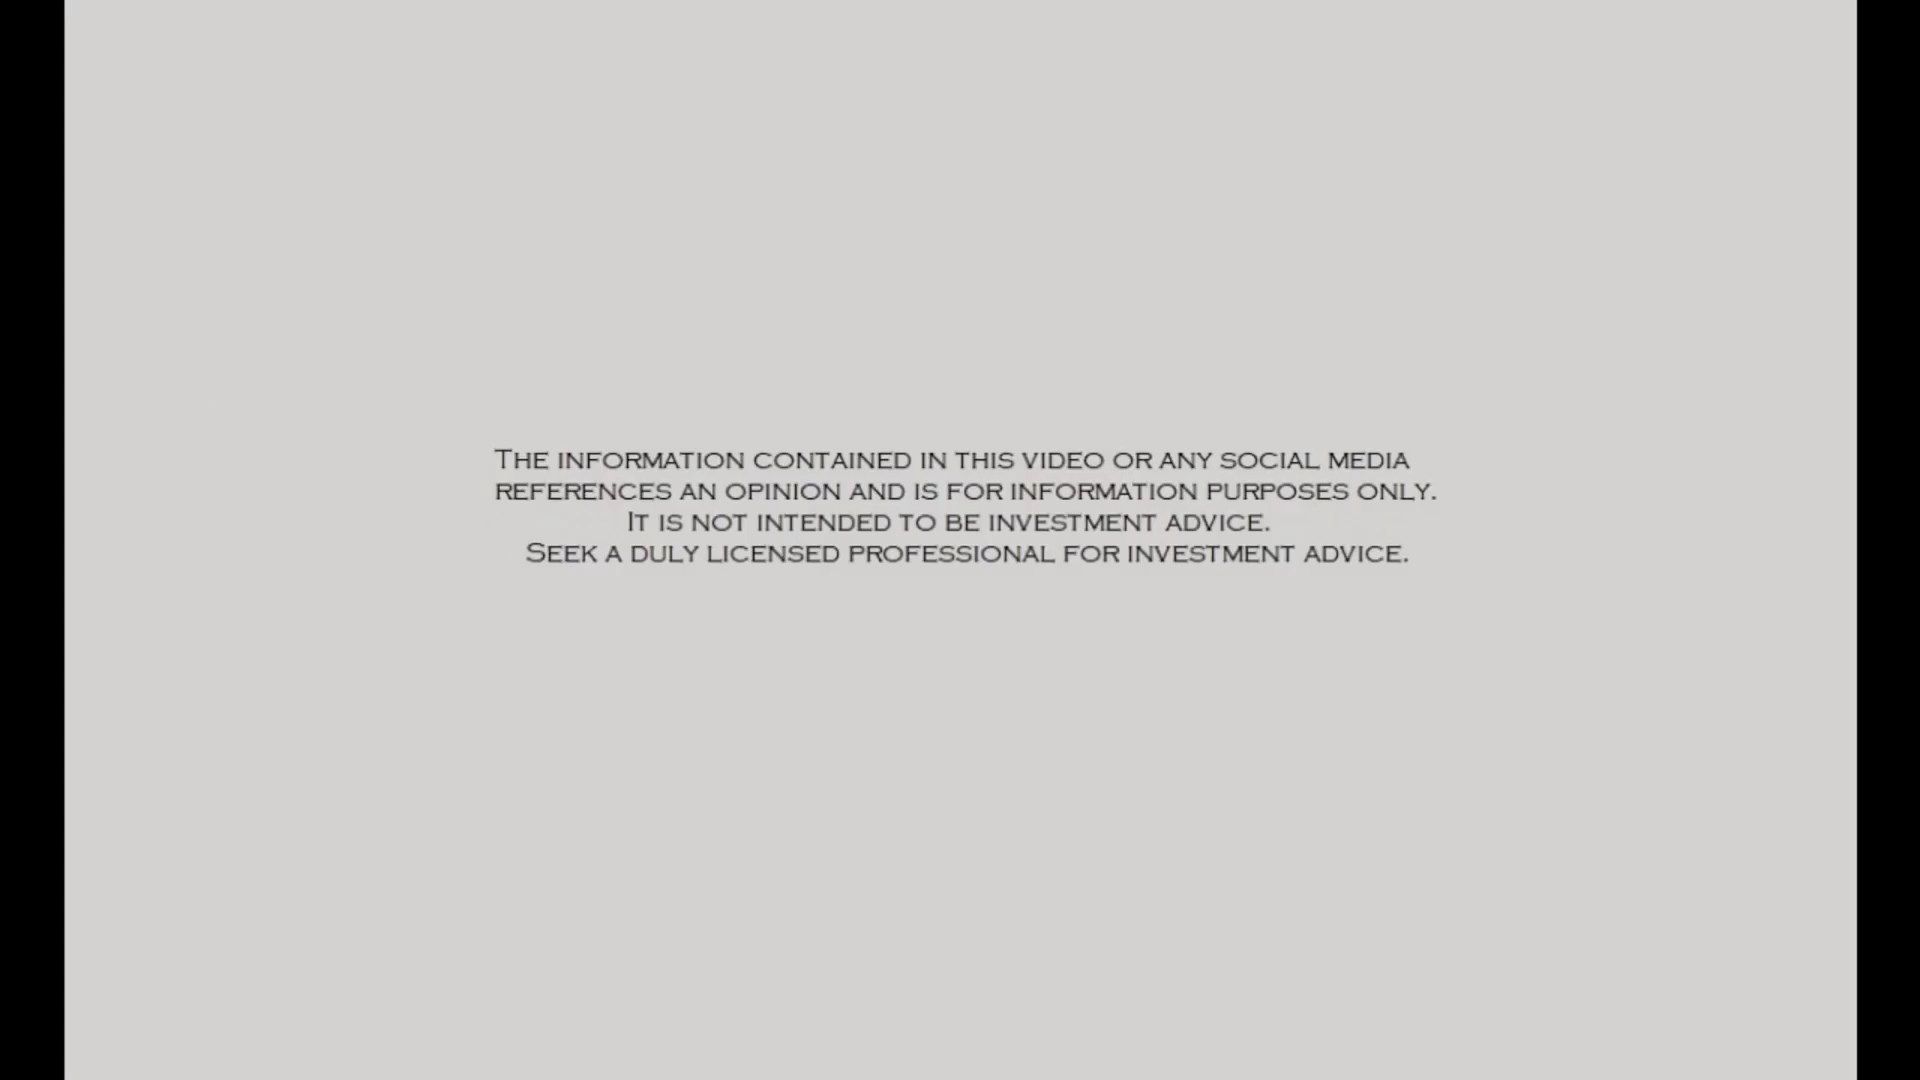 The information contained in this video or any social media
references an opinion and is for information purposes only.
It is not intended to be investment advice.
Seek a duly licensed professional for investment advice.